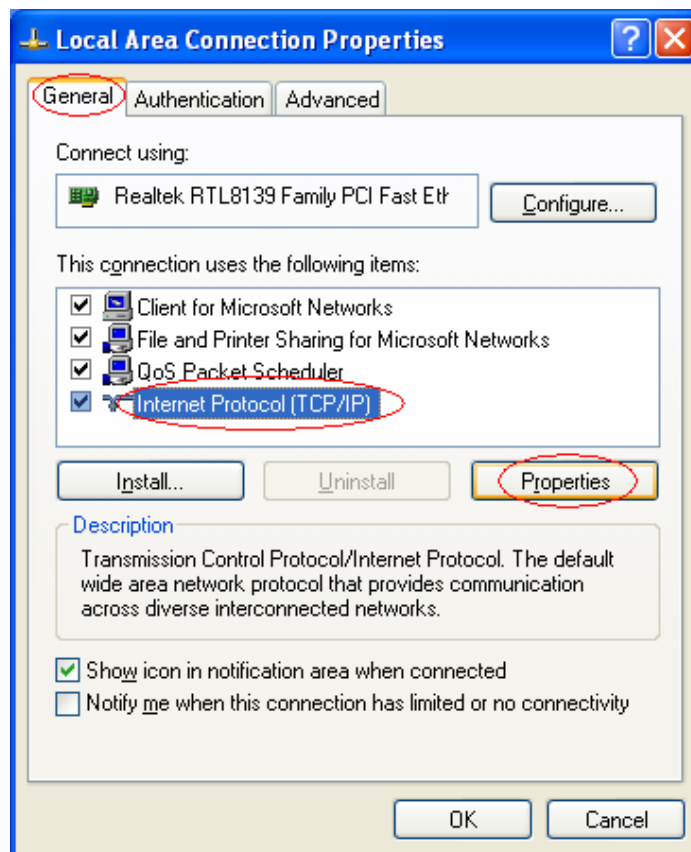 Local Area Connection Properties
General Authentication Advanced
Connect using:
Realtek RTL8139 Family PCI Fast Eth
Configure...
This connection uses the following items:
Client for Microsoft Networks
File and Printer Sharing for Microsoft Networks
QoS Packet Scheduler
Internet Protocol (TCP/IP)
Install... Uninstall Properties
Description
Transmission Control Protocol/Internet Protocol. The default
wide area network protocol that provides communication
across diverse interconnected networks.
Show icon in notification area when connected
Notify me when this connection has limited or no connectivity
OK Cancel